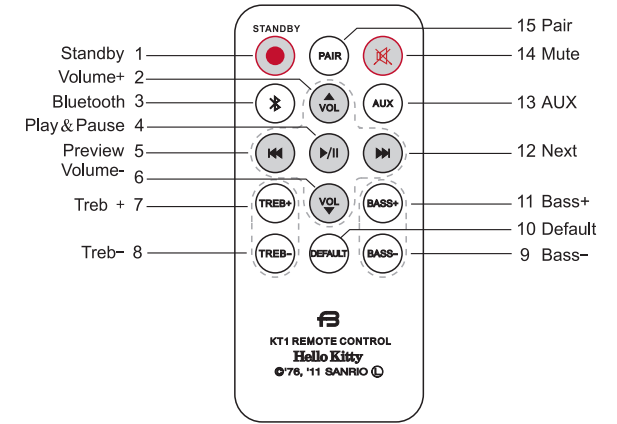 STANDBY
15 Pair
Standby 1
PAIR
14 Mute
Volume+ 2
Bluetooth 3
VOL
AUX
13 AUX
Play&Pause 4
Preview 5
12 Next
Volume- 6
Treb + 7
TREB+
VOL
BASS+
11 Bass+
10 Default
Treb- 8
TREB-
DEFAULT
BASS-
9 Bass-
KT1 REMOTE CONTROL
Hello Kitty
©'76, '11 SANRIO Ⓛ